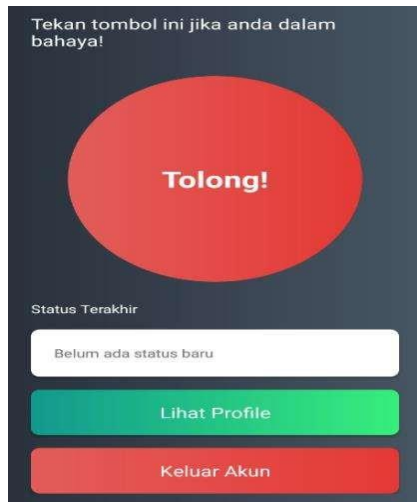 Tekan tombol ini jika anda dalam
bahaya!
Tolong!
Status Terakhir
Belum ada status baru
Lihat Profile
Keluar Akun